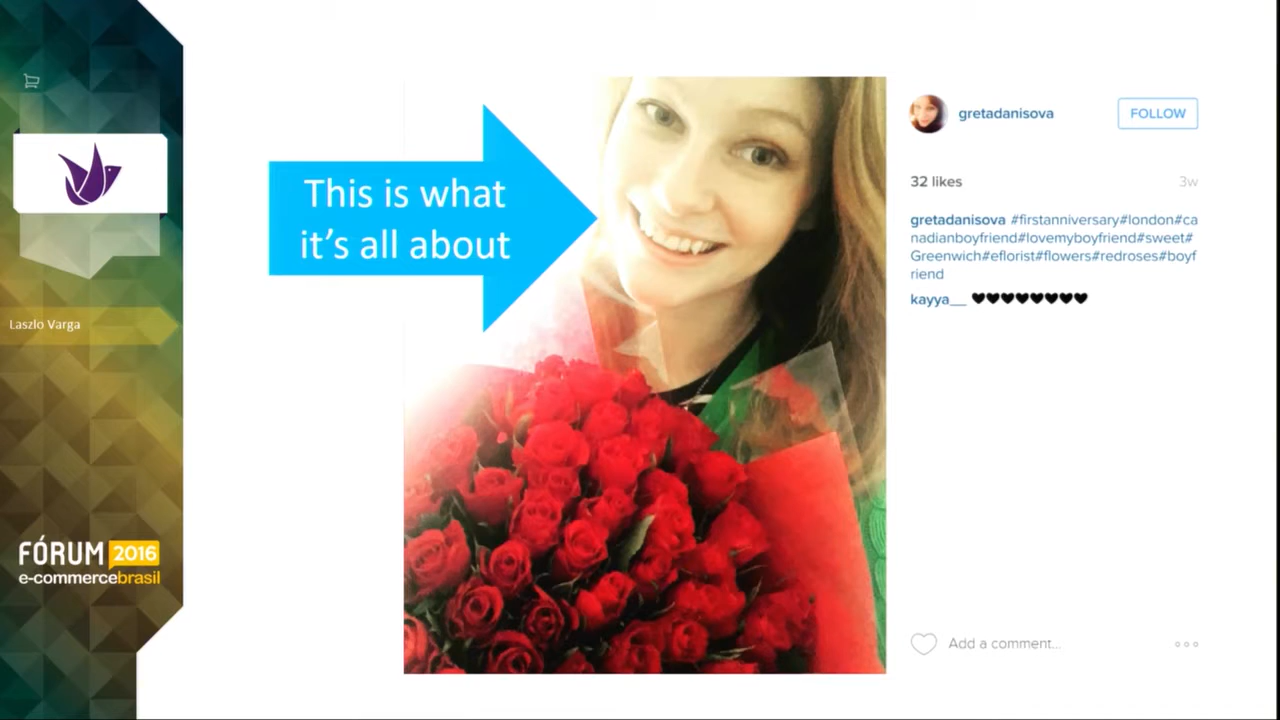 This is what
it's all about
gretadanisova
FOLLOW
32 likes
3w
gretadanisova #firstanniversary#london#ca
nadianboyfriend#lovemyboyfriend#sweet#
Greenwich#eflorist#flowers#redroses#boyf
riend
kayya__ 🖤🖤🖤🖤🖤🖤🖤🖤
Add a comment...
Laszlo Varga
FÓRUM 2016
e-commercebrasil